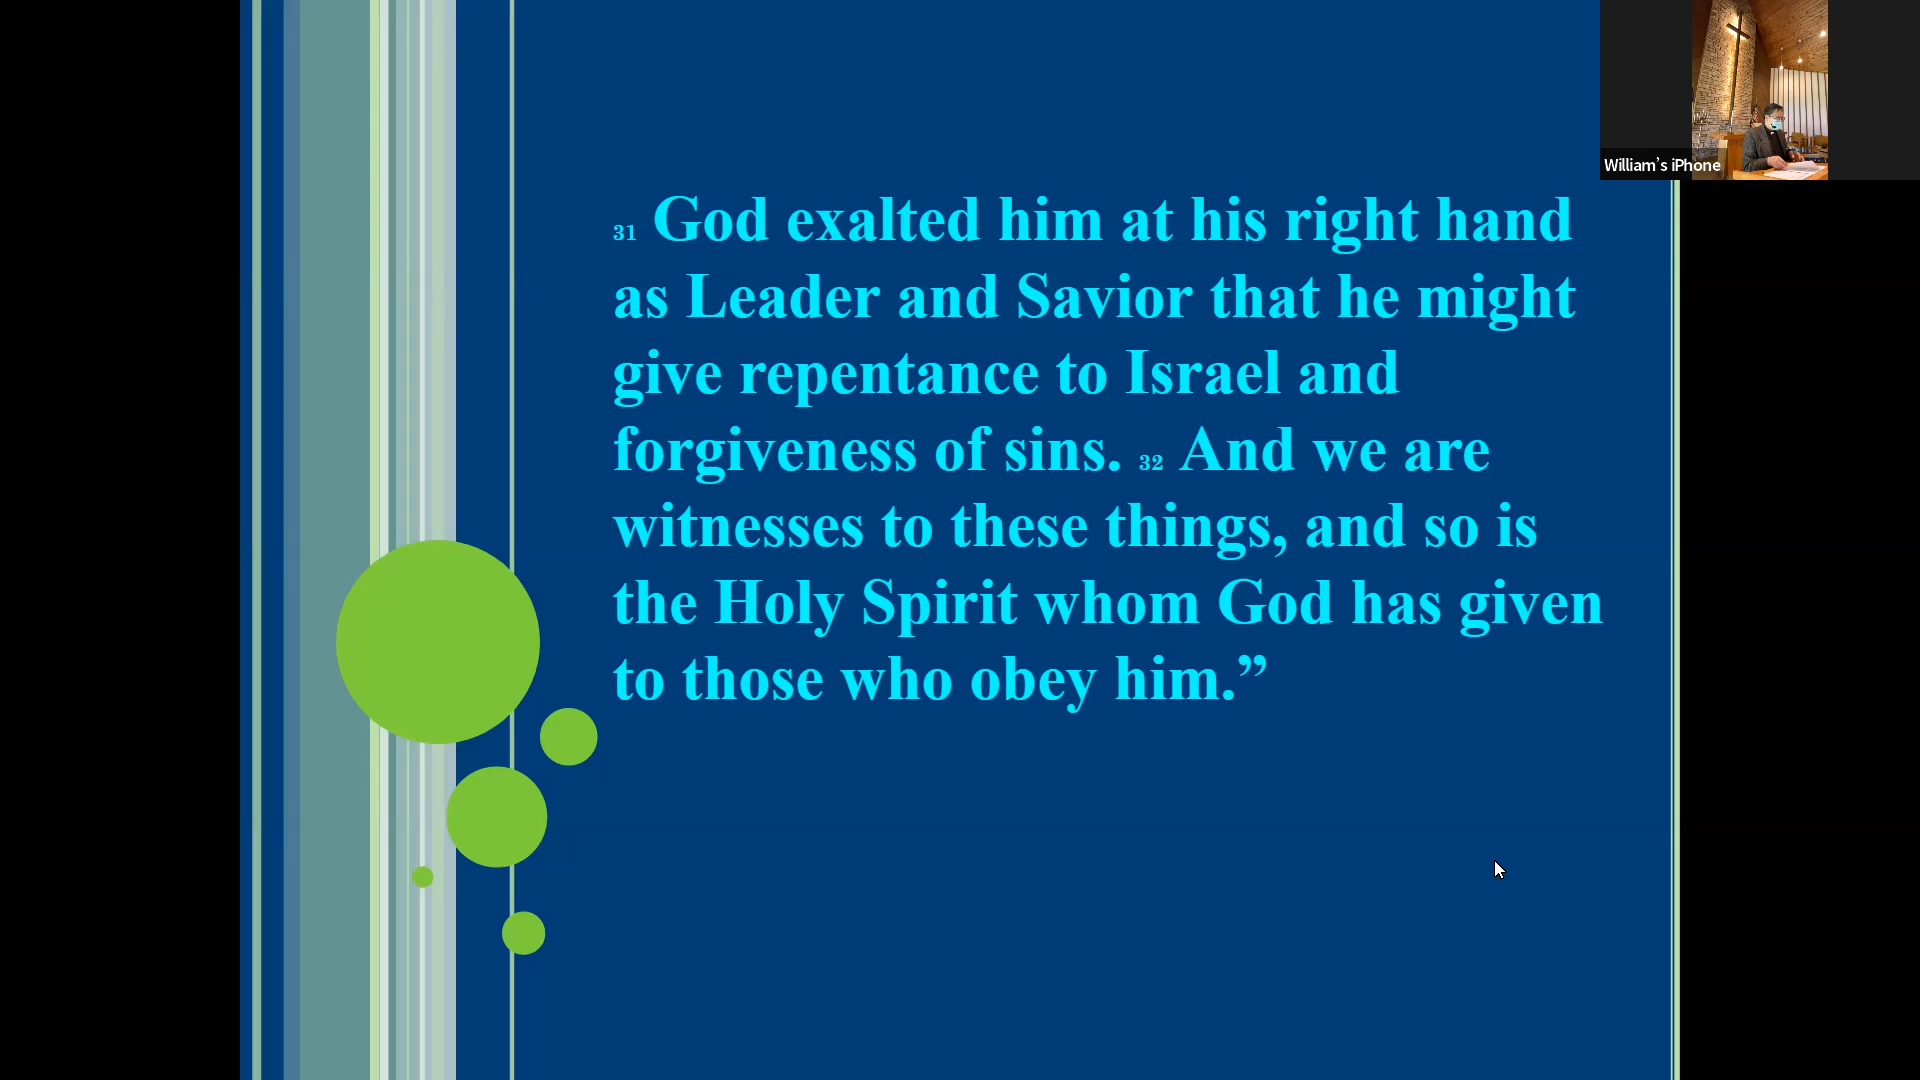 William's iPhone
31 God exalted him at his right hand
as Leader and Savior that he might
give repentance to Israel and
forgiveness of sins. 32 And we are
witnesses to these things, and so is
the Holy Spirit whom God has given
to those who obey him.”